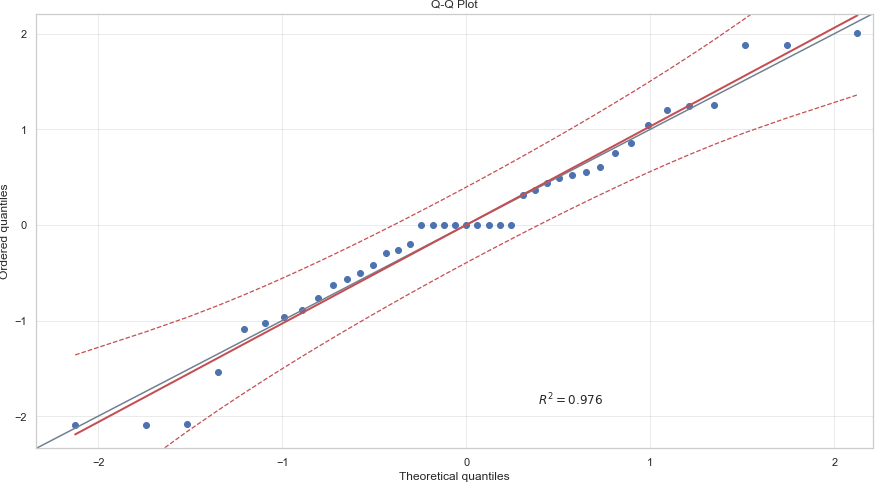 Q-Q Plot
Ordered quantiles
2
1
0
−1
−2
R² = 0.976
−2 −1 0 1 2
Theoretical quantiles